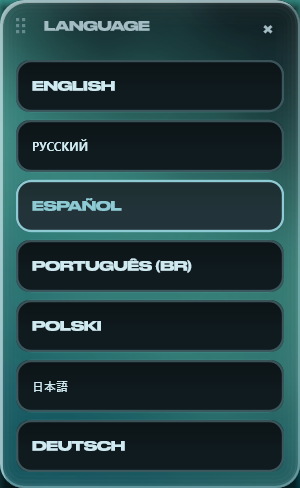 LANGUAGE
ENGLISH
РУССКИЙ
ESPAÑOL
PORTUGUÊS (BR)
POLSKI
日本語
DEUTSCH